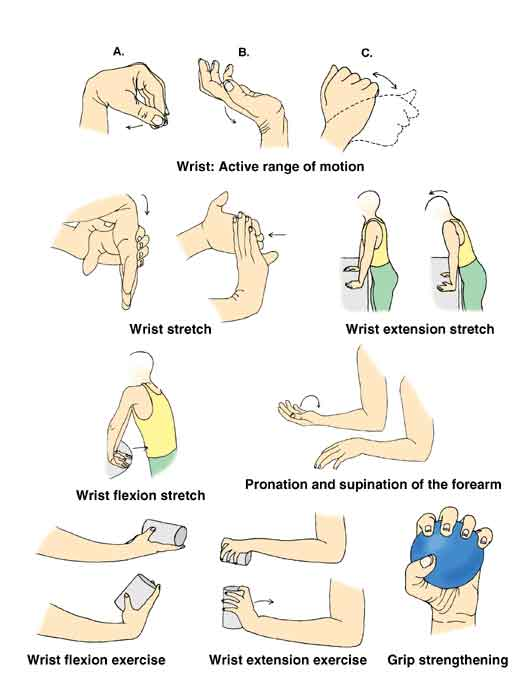 A. B. C.
Wrist: Active range of motion
Wrist stretch
Wrist extension stretch
Wrist flexion stretch
Pronation and supination of the forearm
Wrist flexion exercise
Wrist extension exercise
Grip strengthening